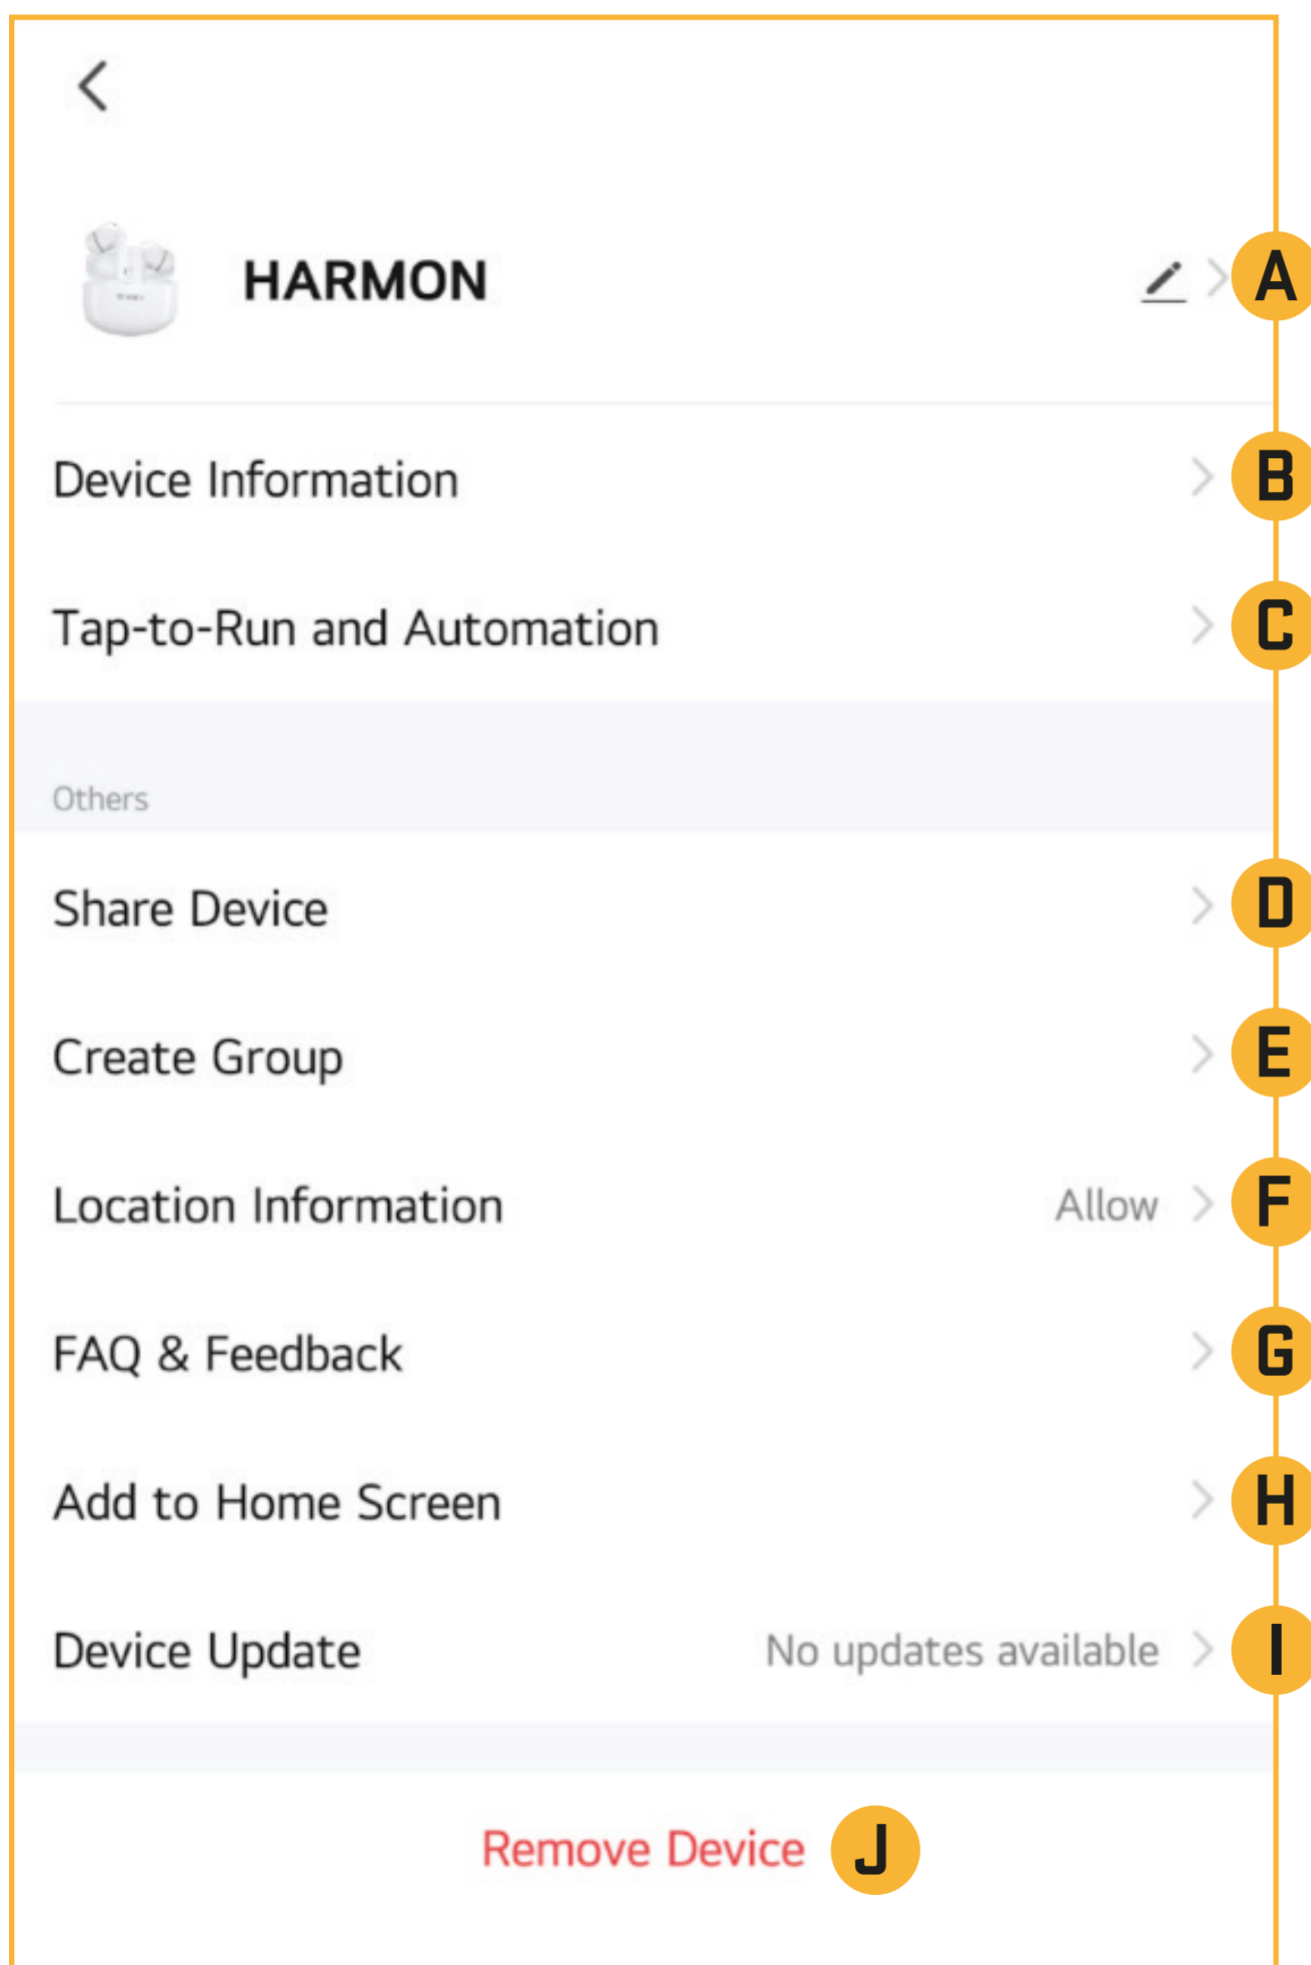 HARMON A
Device Information B
Tap-to-Run and Automation C
Others
Share Device D
Create Group E
Location Information Allow F
FAQ & Feedback G
Add to Home Screen H
Device Update No updates available I
Remove Device J